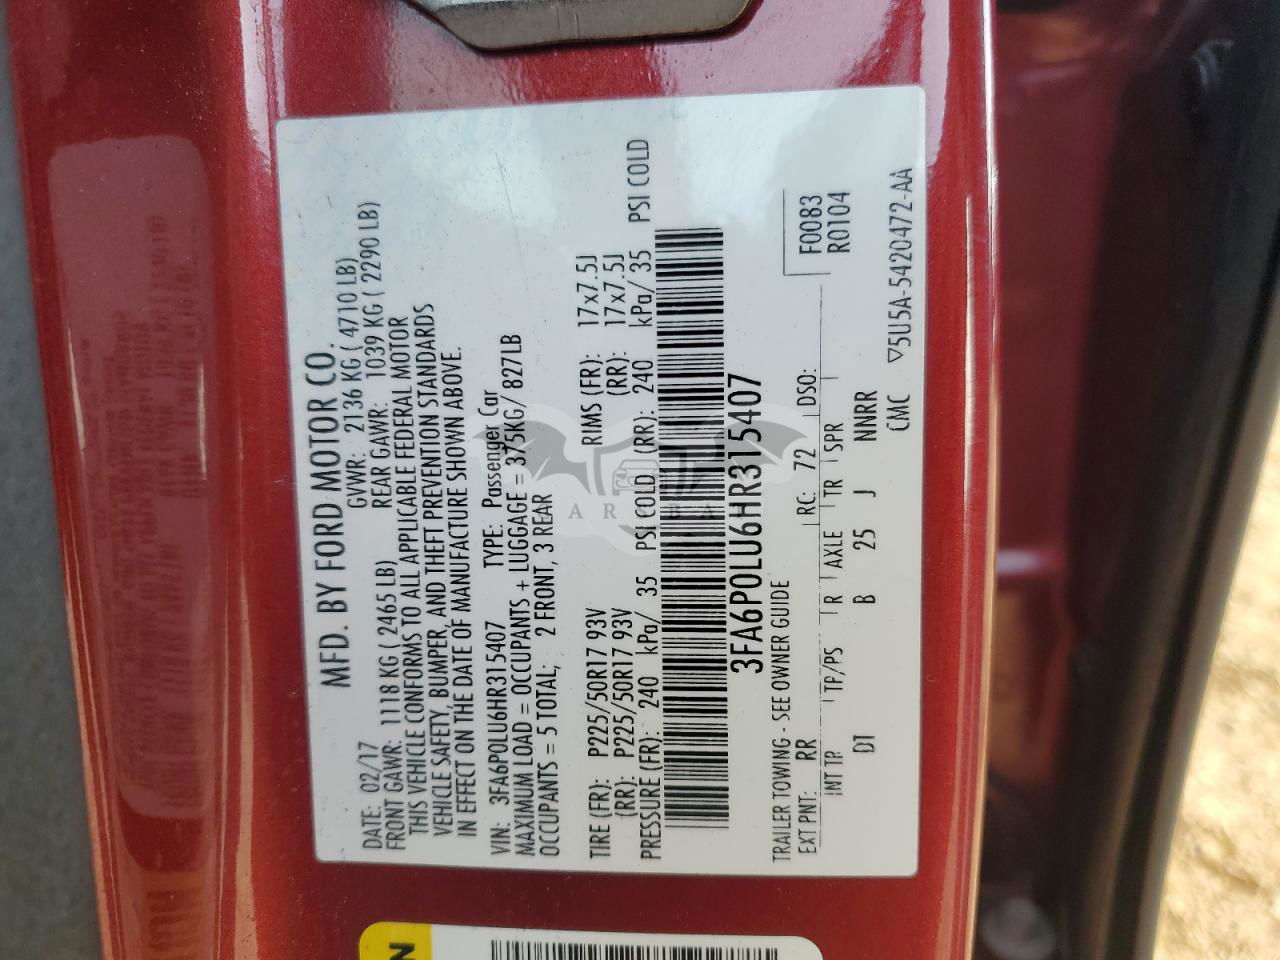 MFD. BY FORD MOTOR CO.
DATE: 02/17 GVWR: 2136 KG ( 4710 LB)
FRONT GAWR: 1118 KG ( 2465 LB) REAR GAWR: 1039 KG ( 2290 LB)
THIS VEHICLE CONFORMS TO ALL APPLICABLE FEDERAL MOTOR
VEHICLE SAFETY, BUMPER, AND THEFT PREVENTION STANDARDS
IN EFFECT ON THE DATE OF MANUFACTURE SHOWN ABOVE.
VIN: 3FA6P0LU6HR315407 TYPE: Passenger Car
MAXIMUM LOAD = OCCUPANTS + LUGGAGE = 375KG/ 827LB
OCCUPANTS = 5 TOTAL; 2 FRONT, 3 REAR
TIRE (FR): P225/50R17 93V RIMS (FR): 17x7.5J
(RR): P225/50R17 93V (RR): 17x7.5J
PRESSURE (FR): 240 kPa/ 35 PSI COLD (RR): 240 kPa/ 35 PSI COLD
3FA6P0LU6HR315407
TRAILER TOWING - SEE OWNER GUIDE
EXT PNT: RR RC: 72 DSO: F0083
R0104
INT TR TP/PS R AXLE TR SPR
DT B 25 J NNRR
CMC ▽5U5A-5420472-AA
ARIBA
N